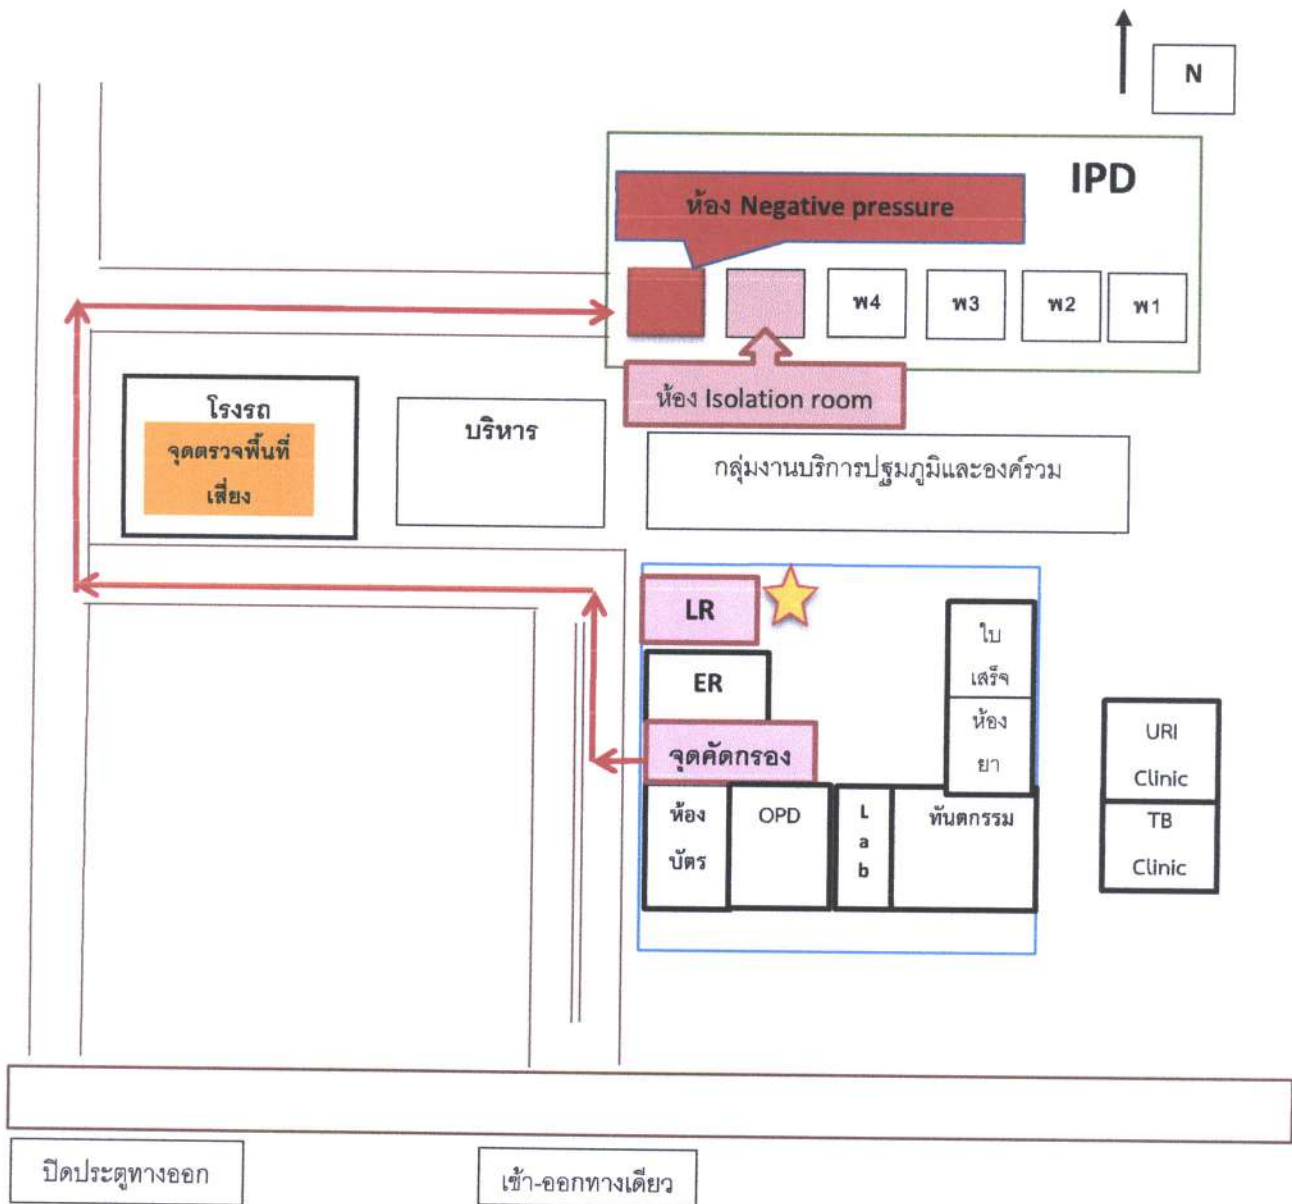 N
IPD
ห้อง Negative pressure
พ4
พ3
พ2
พ1
ห้อง Isolation room
โรงรถ
จุดตรวจพื้นที่
เสี่ยง
บริหาร
กลุ่มงานบริการปฐมภูมิและองค์รวม
LR
ER
จุดคัดกรอง
ห้อง
บัตร
OPD
L
a
b
ทันตกรรม
ใบ
เสร็จ
ห้อง
ยา
URI
Clinic
TB
Clinic
ปิดประตูทางออก
เข้า-ออกทางเดียว